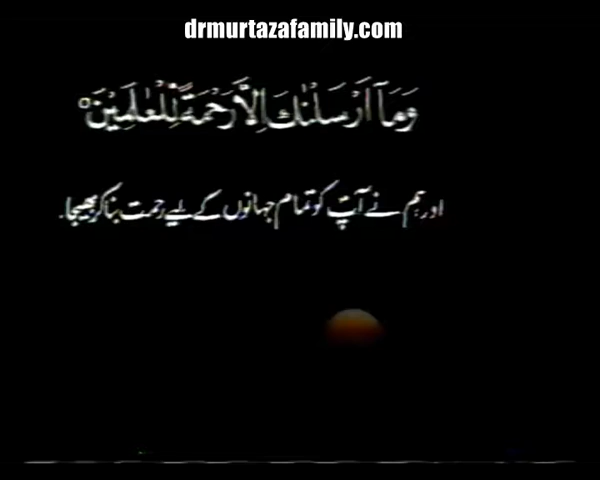 drmurtazafamily.com
وَمَآ اَرْسَلْنٰكَ اِلَّا رَحْمَةً لِّلْعٰلَمِيْنَ
اور ہم نے آپؐ کو تمام جہانوں کے لیے رحمت بنا کر بھیجا۔